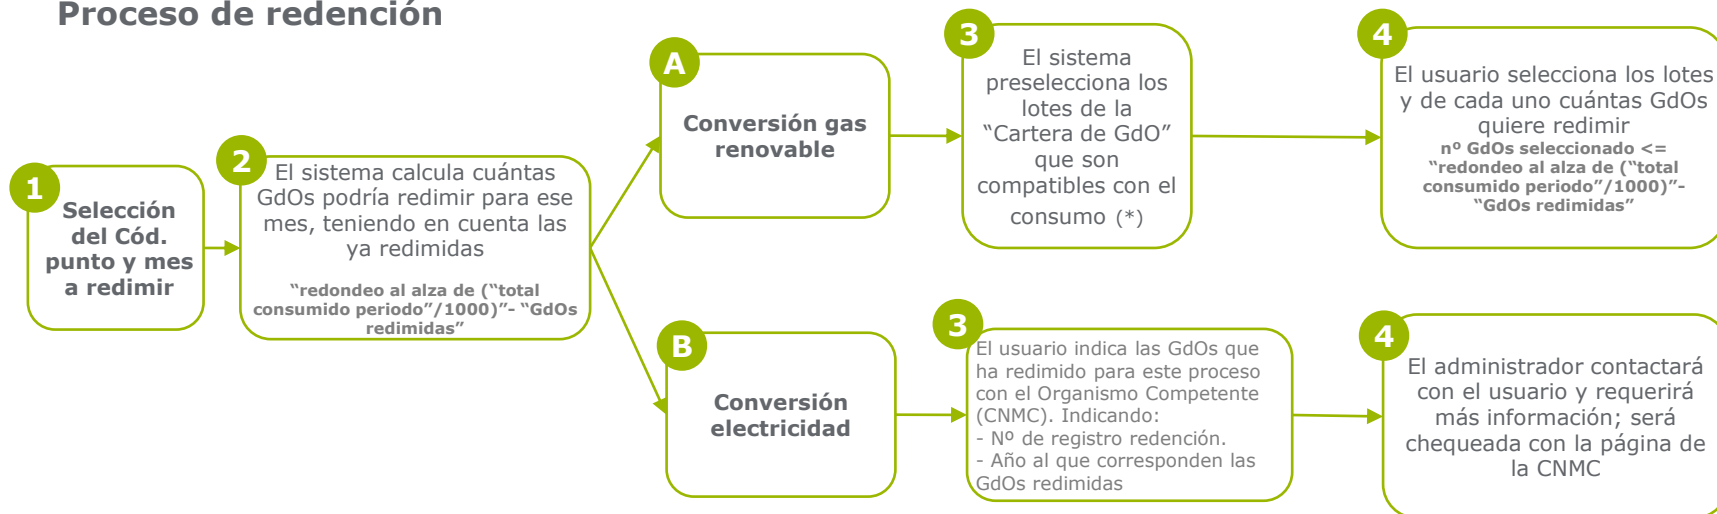 Proceso de redención
1
Selección
del Cód.
punto y mes
a redimir
2
El sistema calcula cuántas
GdOs podría redimir para ese
mes, teniendo en cuenta las
ya redimidas
“redondeo al alza de (“total
consumido periodo”/1000)”- “GdOs
redimidas”
A
Conversión gas
renovable
3
El sistema
preselecciona los
lotes de la
“Cartera de GdO”
que son
compatibles con el
consumo (*)
4
El usuario selecciona los lotes
y de cada uno cuántas GdOs
quiere redimir
nº GdOs seleccionado <=
“redondeo al alza de (“total
consumido periodo”/1000)”-
“GdOs redimidas”
B
Conversión
electricidad
3
El usuario indica las GdOs que
ha redimido para este proceso
con el Organismo Competente
(CNMC). Indicando:
- Nº de registro redención.
- Año al que corresponden las
GdOs redimidas
4
El administrador contactará
con el usuario y requerirá
más información; será
chequeada con la página de
la CNMC